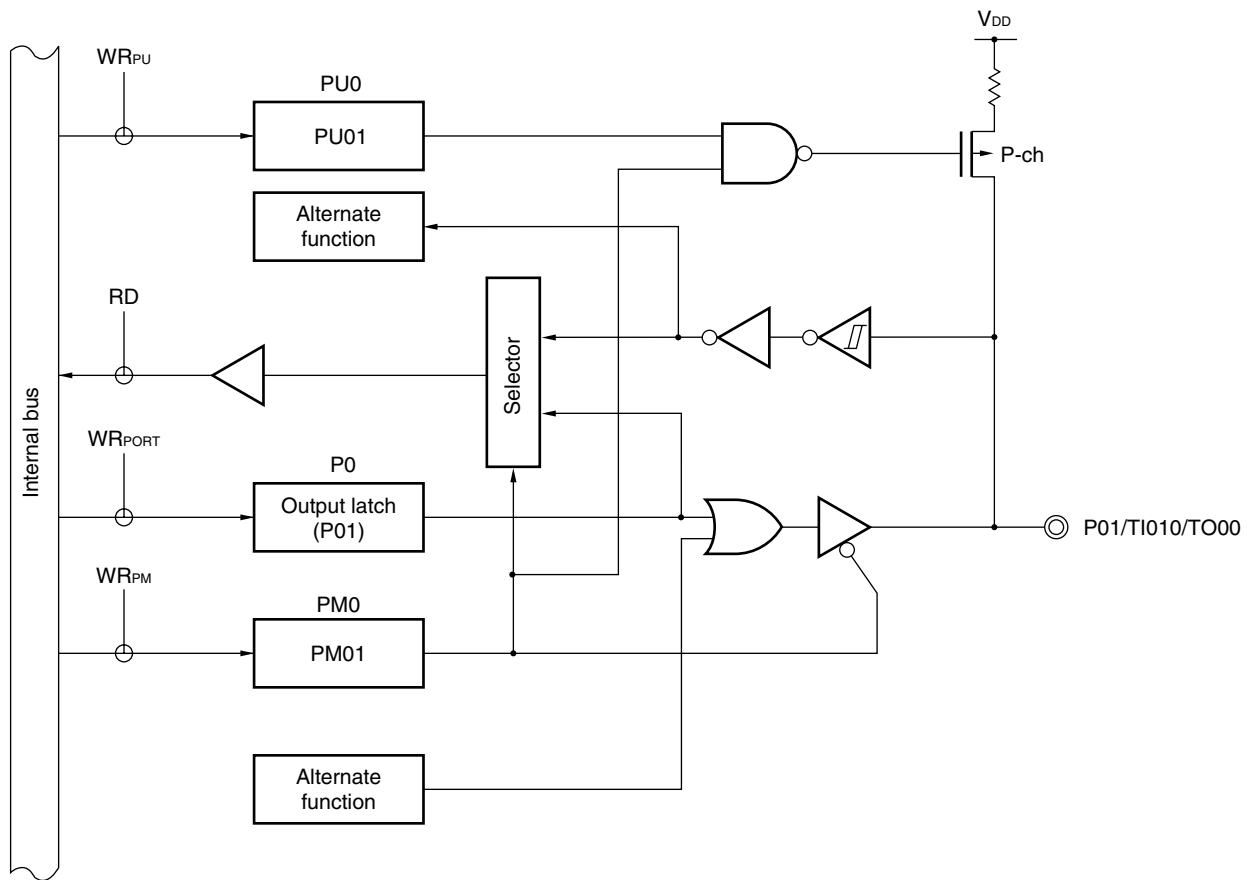 VDD
WRPU
PU0
PU01
P-ch
Alternate
function
RD
Selector
Internal bus
WRPORT
P0
Output latch
(P01)
P01/TI010/TO00
WRPM
PM0
PM01
Alternate
function